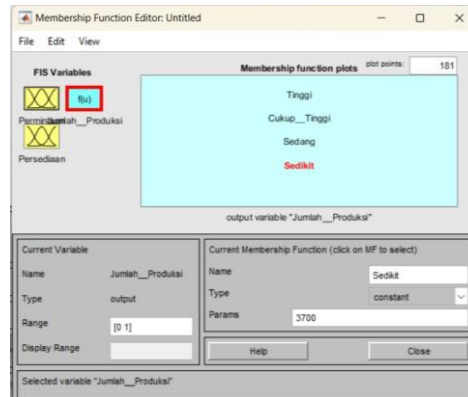 Membership Function Editor: Untitled
File Edit View
FIS Variables
f(u)
Jumlah__Produksi
Persediaan
Membership function plots plot points: 181
Tinggi
Cukup__Tinggi
Sedang
Sedikit
output variable "Jumlah__Produksi"
Current Variable
Name Jumlah__Produksi
Type output
Range [0 1]
Display Range
Current Membership Function (click on MF to select)
Name Sedikit
Type constant
Params 3700
Help Close
Selected variable "Jumlah__Produksi"